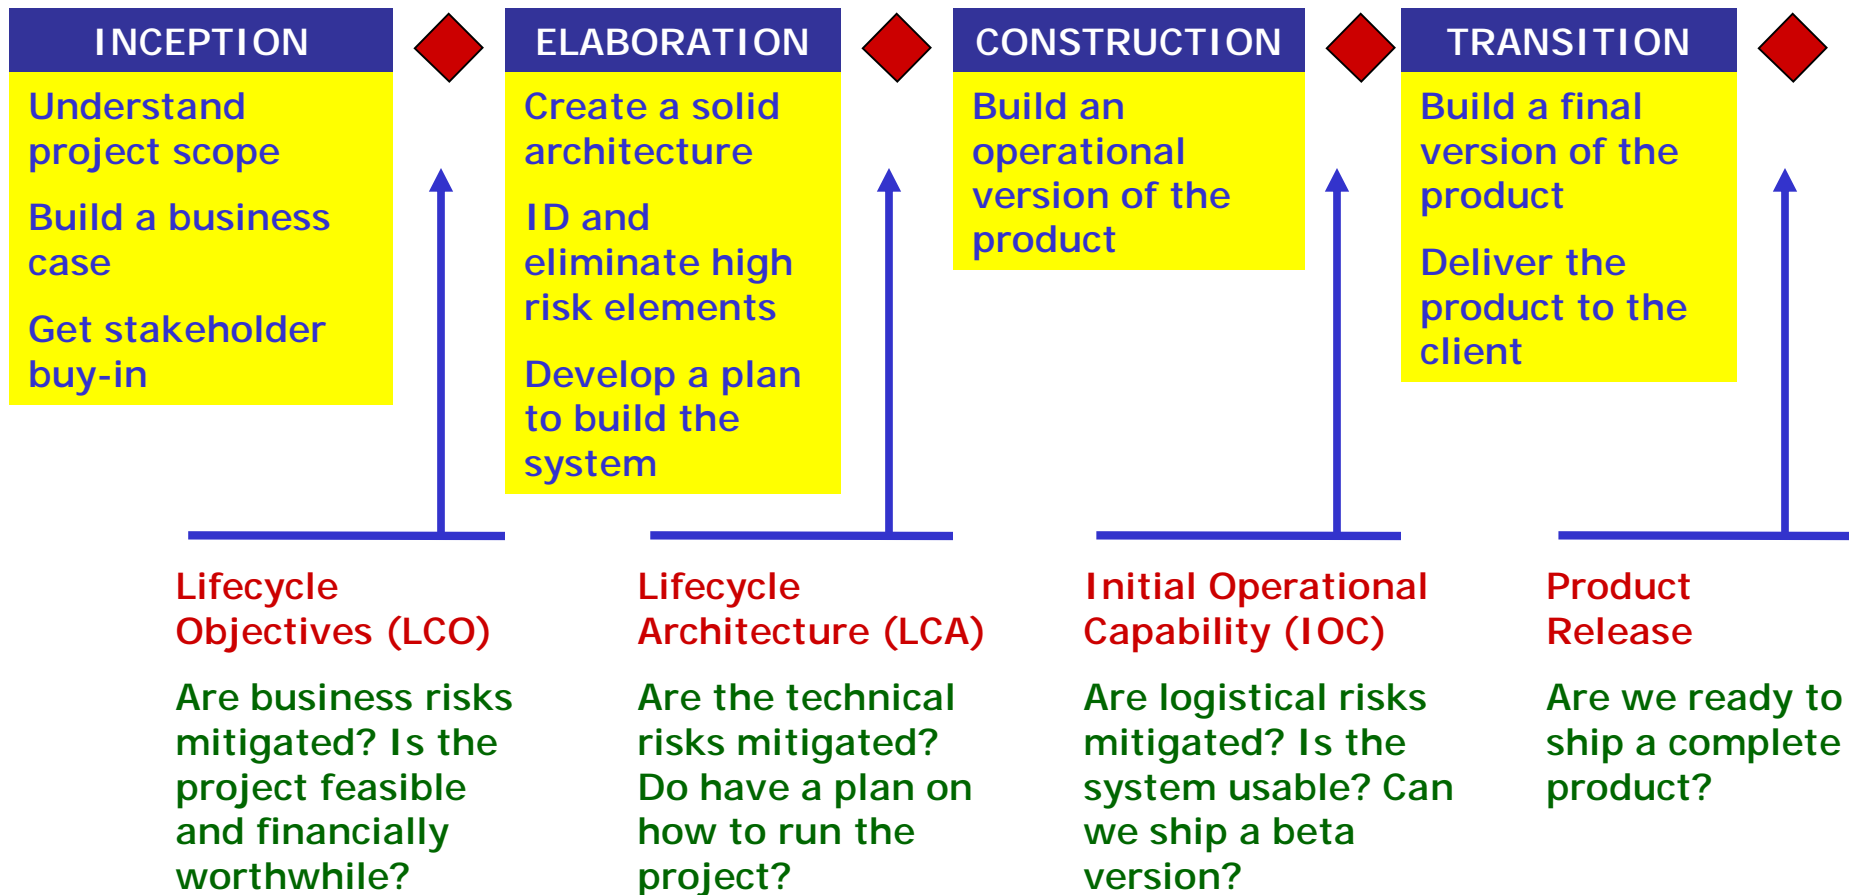 INCEPTION
Understand
project scope
Build a business
case
Get stakeholder
buy-in
ELABORATION
Create a solid
architecture
ID and
eliminate high
risk elements
Develop a plan
to build the
system
CONSTRUCTION
Build an
operational
version of the
product
TRANSITION
Build a final
version of the
product
Deliver the
product to the
client
Lifecycle
Objectives (LCO)
Are business risks
mitigated? Is the
project feasible
and financially
worthwhile?
Lifecycle
Architecture (LCA)
Are the technical
risks mitigated?
Do have a plan on
how to run the
project?
Initial Operational
Capability (IOC)
Are logistical risks
mitigated? Is the
system usable? Can
we ship a beta
version?
Product
Release
Are we ready to
ship a complete
product?